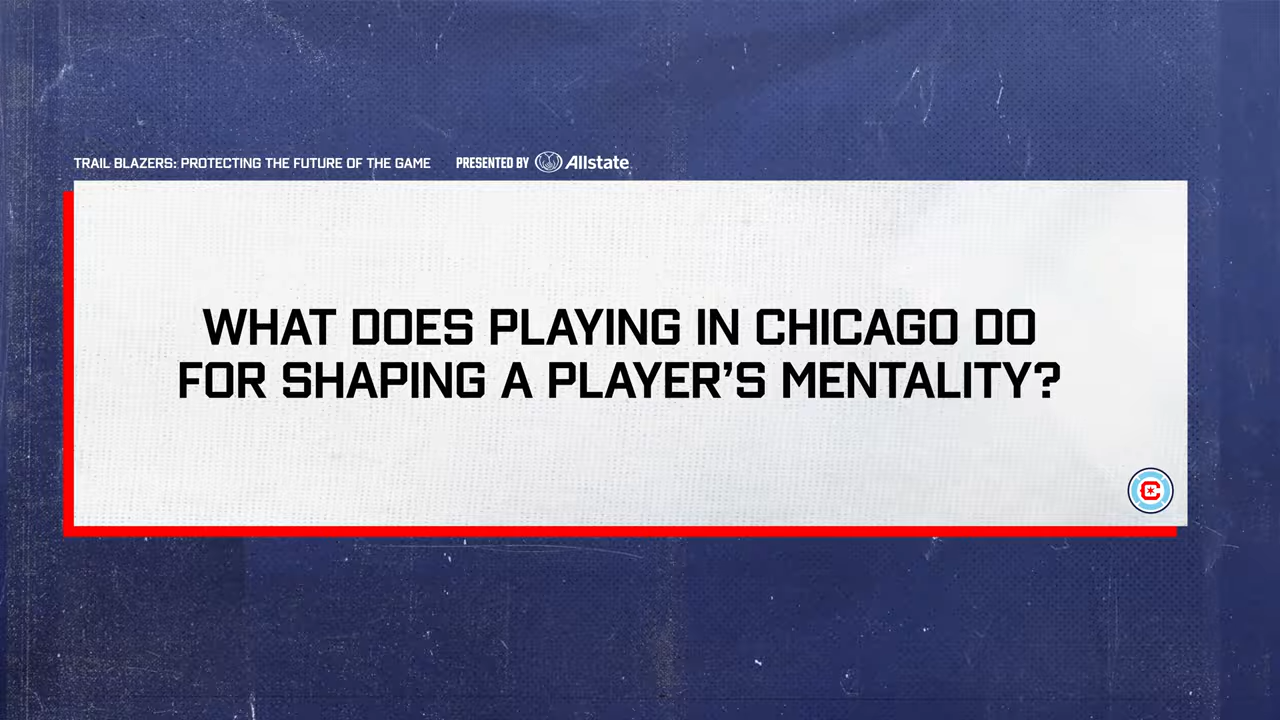 TRAIL BLAZERS: PROTECTING THE FUTURE OF THE GAME PRESENTED BY Allstate
WHAT DOES PLAYING IN CHICAGO DO
FOR SHAPING A PLAYER'S MENTALITY?
C